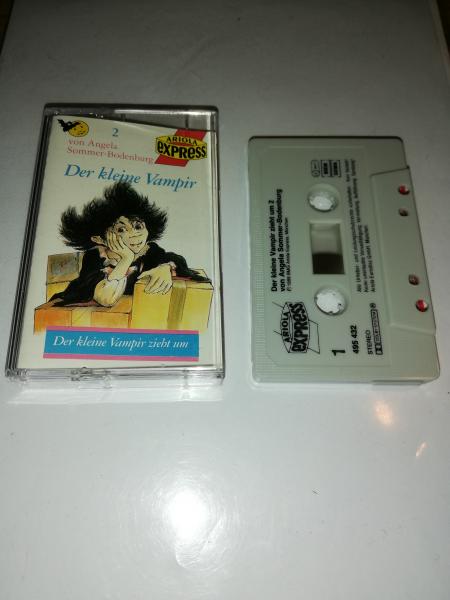 2
von Angela
Sommer-Bodenburg
ARIOLA
EXPRESS
Der kleine Vampir
Der kleine Vampir zieht um
Der kleine Vampir zieht um 2
von Angela Sommer-Bodenburg
ARIOLA
EXPRESS
1
495 432
STEREO